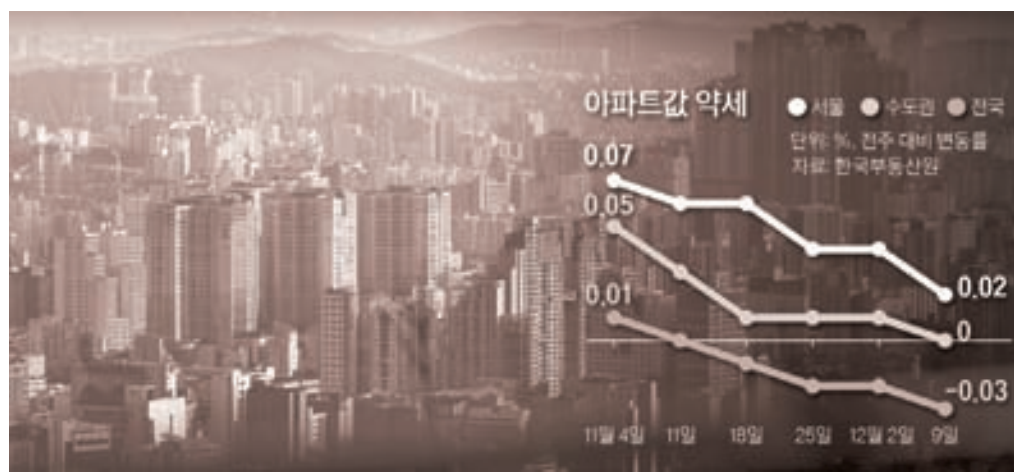 아파트값 약세
서울 수도권 전국
단위: %, 전주 대비 변동률
자료: 한국부동산원
0.07
0.05
0.01
0.02
0
-0.03
11월 4일 11일 18일 25일 12월 2일 9일